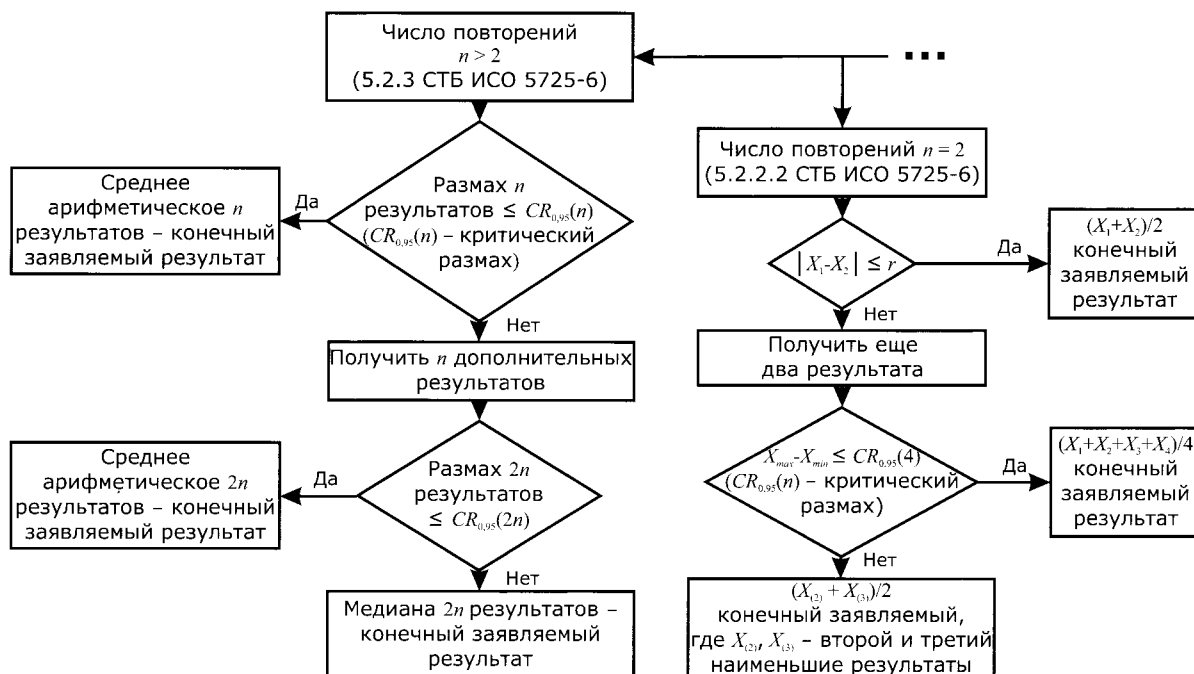 Число повторений
n > 2
(5.2.3 СТБ ИСО 5725-6)
...
Число повторений n = 2
(5.2.2.2 СТБ ИСО 5725-6)
Среднее
арифметическое n
результатов – конечный
заявляемый результат
Да
Размах n
результатов ≤ CR0,95(n)
(CR0,95(n) – критический
размах)
Нет
|X1-X2| ≤ r
Да
(X1+X2)/2
конечный
заявляемый
результат
Нет
Получить n дополнительных
результатов
Получить еще
два результата
Среднее
арифметическое 2n
результатов – конечный
заявляемый результат
Да
Размах 2n
результатов
≤ CR0,95(2n)
Нет
Xmax-Xmin ≤ CR0.95(4)
(CR0.95(n) – критический
размах)
Да
(X1+X2+X3+X4)/4
конечный
заявляемый
результат
Нет
Медиана 2n результатов –
конечный заявляемый
результат
(X(2) + X(3))/2
конечный заявляемый,
где X(2), X(3) – второй и третий
наименьшие результаты